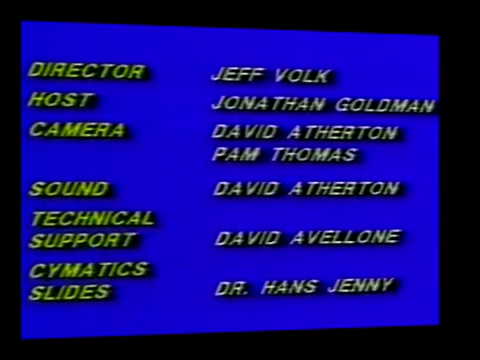 DIRECTOR JEFF VOLK
HOST JONATHAN GOLDMAN
CAMERA DAVID ATHERTON
PAM THOMAS
SOUND DAVID ATHERTON
TECHNICAL
SUPPORT DAVID AVELLONE
CYMATICS
SLIDES DR. HANS JENNY